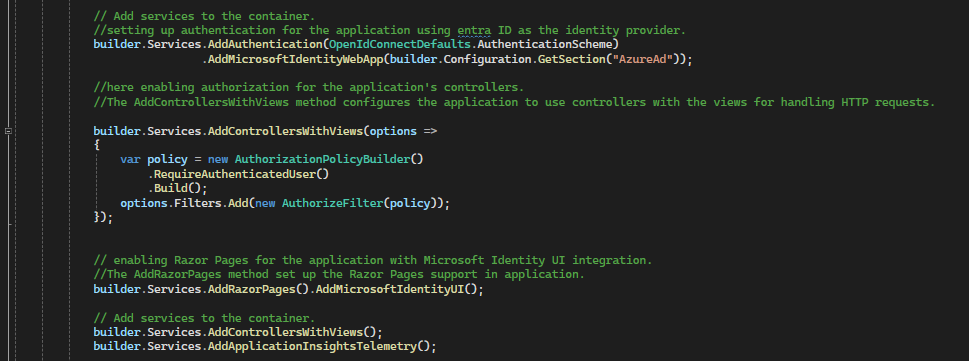 // Add services to the container.
//setting up authentication for the application using entra ID as the identity provider.
builder.Services.AddAuthentication(OpenIdConnectDefaults.AuthenticationScheme)
.AddMicrosoftIdentityWebApp(builder.Configuration.GetSection("AzureAd"));
//here enabling authorization for the application's controllers.
//The AddControllersWithViews method configures the application to use controllers with the views for handling HTTP requests.
builder.Services.AddControllersWithViews(options =>
{
var policy = new AuthorizationPolicyBuilder()
.RequireAuthenticatedUser()
.Build();
options.Filters.Add(new AuthorizeFilter(policy));
});
// enabling Razor Pages for the application with Microsoft Identity UI integration.
//The AddRazorPages method set up the Razor Pages support in application.
builder.Services.AddRazorPages().AddMicrosoftIdentityUI();
// Add services to the container.
builder.Services.AddControllersWithViews();
builder.Services.AddApplicationInsightsTelemetry();